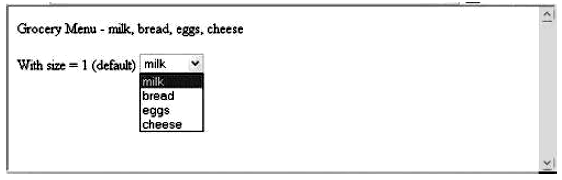 Grocery Menu - milk, bread, eggs, cheese
With size = 1 (default) milk
milk
bread
eggs
cheese